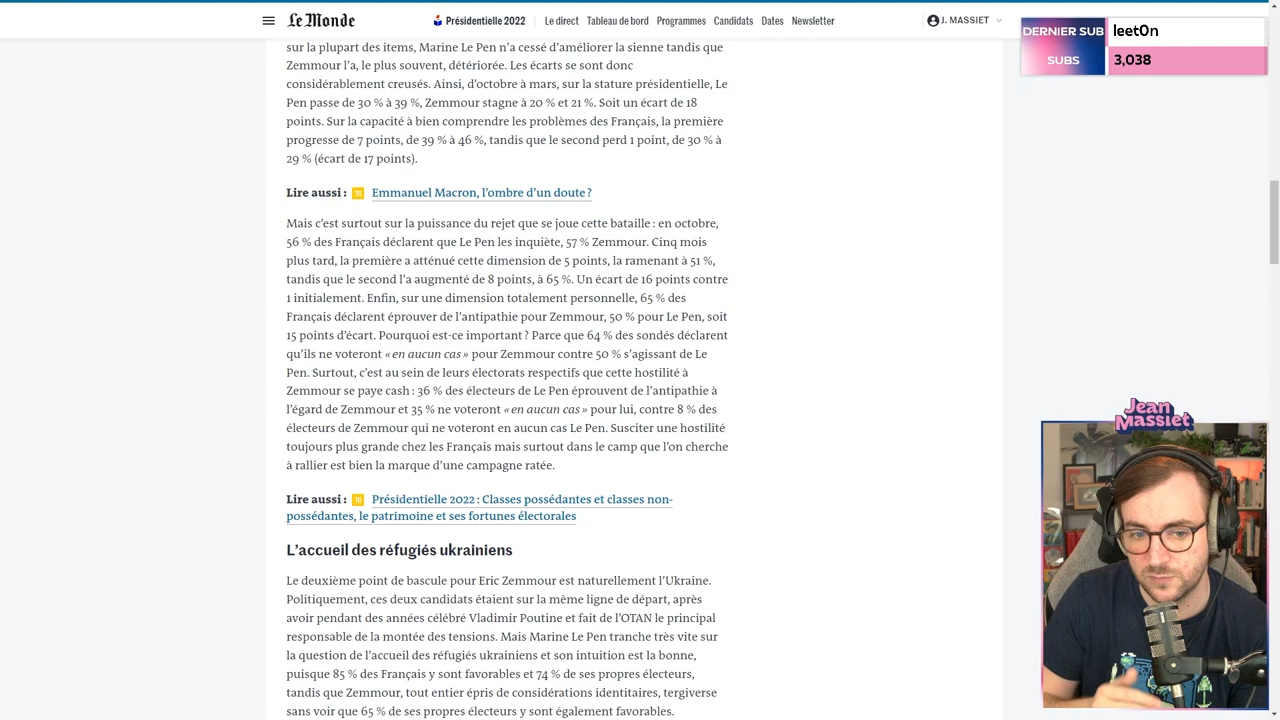 Le Monde
Présidentielle 2022
Le direct
Tableau de bord
Programmes
Candidats
Dates
Newsletter
J. MASSIET
DERNIER SUB
leet0n
SUBS
3,038
sur la plupart des items, Marine Le Pen n’a cessé d’améliorer la sienne tandis que
Zemmour l’a, le plus souvent, détériorée. Les écarts se sont donc
considérablement creusés. Ainsi, d’octobre à mars, sur la stature présidentielle, Le
Pen passe de 30 % à 39 %, Zemmour stagne à 20 % et 21 %. Soit un écart de 18
points. Sur la capacité à bien comprendre les problèmes des Français, la première
progresse de 7 points, de 39 % à 46 %, tandis que le second perd 1 point, de 30 % à
29 % (écart de 17 points).
Lire aussi : Emmanuel Macron, l’ombre d’un doute ?
Mais c’est surtout sur la puissance du rejet que se joue cette bataille : en octobre,
56 % des Français déclarent que Le Pen les inquiète, 57 % Zemmour. Cinq mois
plus tard, la première a atténué cette dimension de 5 points, la ramenant à 51 %,
tandis que le second l’a augmenté de 8 points, à 65 %. Un écart de 16 points contre
1 initialement. Enfin, sur une dimension totalement personnelle, 65 % des
Français déclarent éprouver de l’antipathie pour Zemmour, 50 % pour Le Pen, soit
15 points d’écart. Pourquoi est-ce important ? Parce que 64 % des sondés déclarent
qu’ils ne voteront « en aucun cas » pour Zemmour contre 50 % s’agissant de Le
Pen. Surtout, c’est au sein de leurs électorats respectifs que cette hostilité à
Zemmour se paye cash : 36 % des électeurs de Le Pen éprouvent de l’antipathie à
l’égard de Zemmour et 35 % ne voteront « en aucun cas » pour lui, contre 8 % des
électeurs de Zemmour qui ne voteront en aucun cas Le Pen. Susciter une hostilité
toujours plus grande chez les Français mais surtout dans le camp que l’on cherche
à rallier est bien la marque d’une campagne ratée.
Lire aussi : Présidentielle 2022 : Classes possédantes et classes non-
possédantes, le patrimoine et ses fortunes électorales
L’accueil des réfugiés ukrainiens
Le deuxième point de bascule pour Eric Zemmour est naturellement l’Ukraine.
Politiquement, ces deux candidats étaient sur la même ligne de départ, après
avoir pendant des années célébré Vladimir Poutine et fait de l’OTAN le principal
responsable de la montée des tensions. Mais Marine Le Pen tranche très vite sur
la question de l’accueil des réfugiés ukrainiens et son intuition est la bonne,
puisque 85 % des Français y sont favorables et 74 % de ses propres électeurs,
tandis que Zemmour, tout entier épris de considérations identitaires, tergiverse
sans voir que 65 % de ses propres électeurs y sont également favorables.
Jean
Massiet